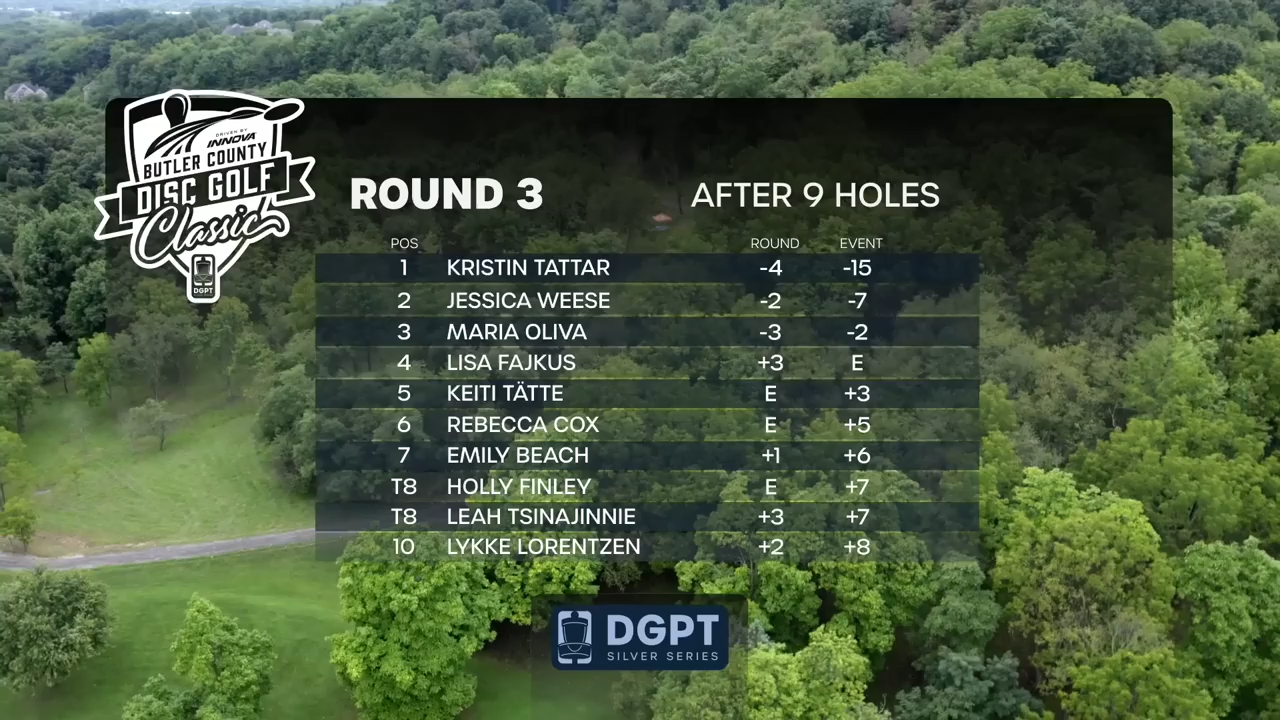 DRIVEN BY
INNOVA
BUTLER COUNTY
DISC GOLF
Classic
DGPT
ROUND 3 AFTER 9 HOLES
POS ROUND EVENT
1 KRISTIN TATTAR -4 -15
2 JESSICA WEESE -2 -7
3 MARIA OLIVA -3 -2
4 LISA FAJKUS +3 E
5 KEITI TÄTTE E +3
6 REBECCA COX E +5
7 EMILY BEACH +1 +6
T8 HOLLY FINLEY E +7
T8 LEAH TSINAJINNIE +3 +7
10 LYKKE LORENTZEN +2 +8
DGPT
SILVER SERIES